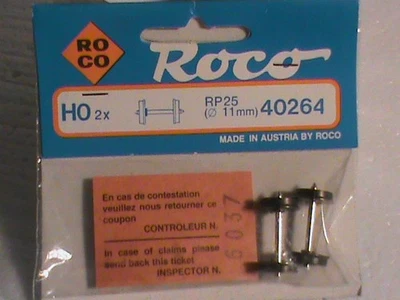 RO
CO
Roco
HO 2x
RP25
(Ø 11mm)
40264
MADE IN AUSTRIA BY ROCO
En cas de contestation
veuillez nous retourner ce
coupon
CONTROLEUR N.
In case of claims please
send back this ticket
INSPECTOR N.
6037